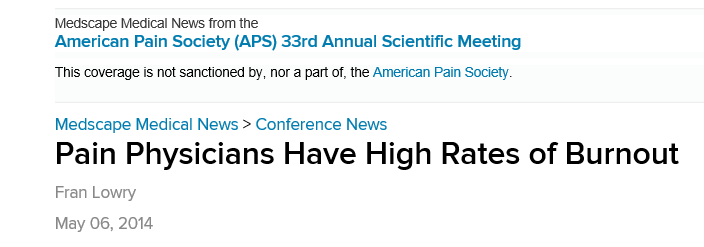 Medscape Medical News from the
American Pain Society (APS) 33rd Annual Scientific Meeting
This coverage is not sanctioned by, nor a part of, the American Pain Society.
Medscape Medical News > Conference News
Pain Physicians Have High Rates of Burnout
Fran Lowry
May 06, 2014